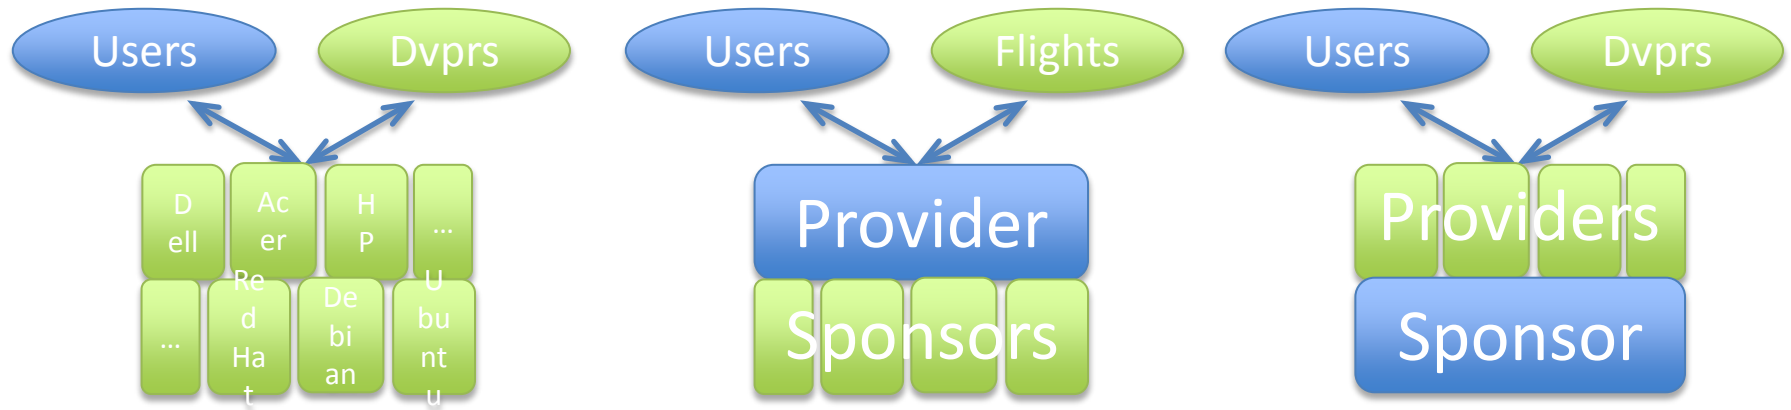 Users
Dvprs
D
ell
Ac
er
H
P
...
...
Re
d
Ha
t
De
bi
an
U
bu
nt
u
Users
Flights
Provider
Sponsors
Users
Dvprs
Providers
Sponsor